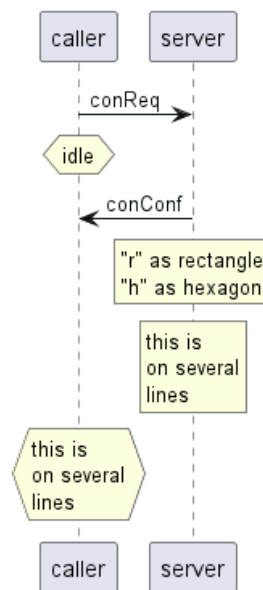 caller server
conReq
idle
conConf
"r" as rectangle
"h" as hexagon
this is
on several
lines
this is
on several
lines
caller server